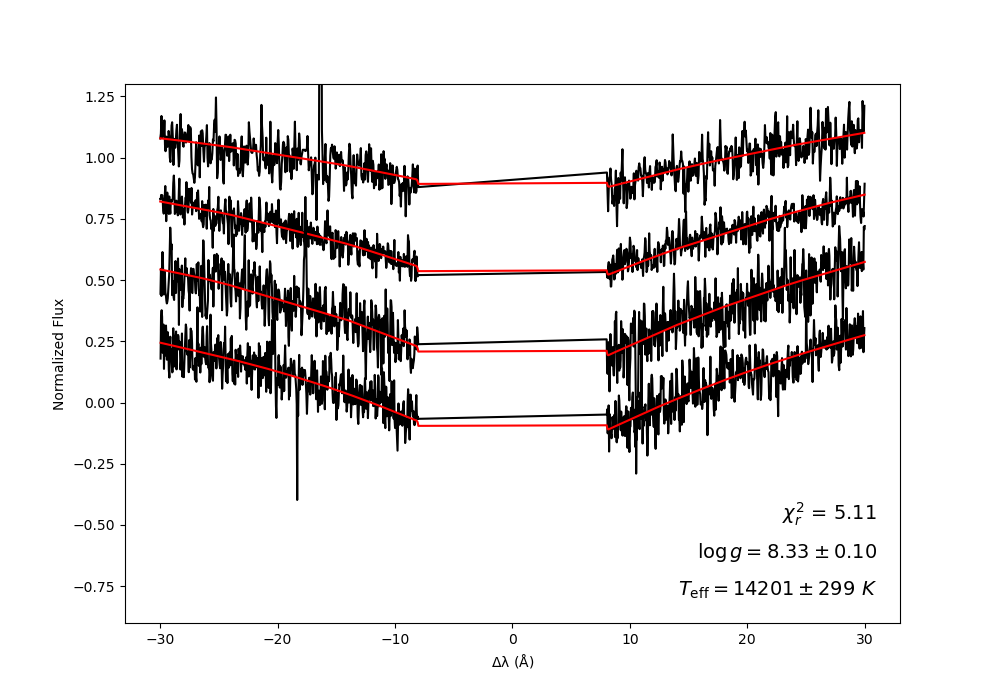 1.25
1.00
0.75
0.50
0.25
0.00
−0.25
−0.50
−0.75
Normalized Flux
χ²ᵣ = 5.11
log g = 8.33 ± 0.10
T_eff = 14201 ± 299 K
−30 −20 −10 0 10 20 30
Δλ (Å)